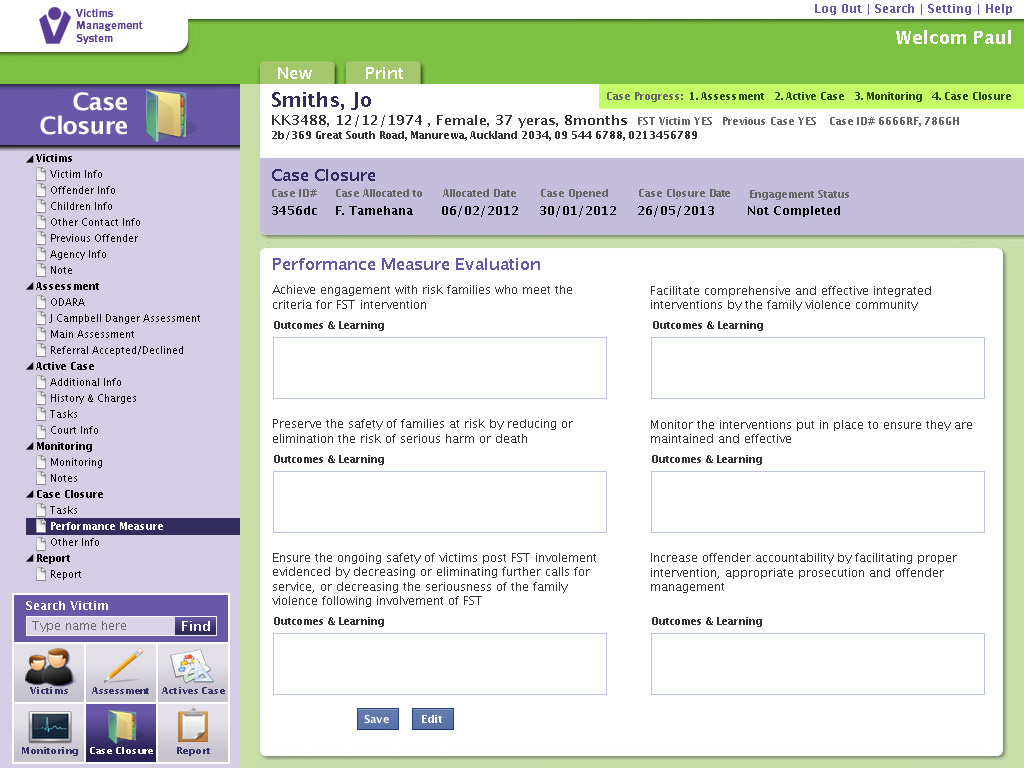 Victims
Management
System
Log Out | Search | Setting | Help
Welcom Paul
New
Print
Case
Closure
Smiths, Jo
Case Progress: 1. Assessment 2. Active Case 3. Monitoring 4. Case Closure
KK3488, 12/12/1974 , Female, 37 yeras, 8months FST Victim YES Previous Case YES Case ID# 6666RF, 786GH
2b/369 Great South Road, Manurewa, Auckland 2034, 09 544 6788, 0213456789
Case Closure
Case ID# Case Allocated to Allocated Date Case Opened Case Closure Date Engagement Status
3456dc F. Tamehana 06/02/2012 30/01/2012 26/05/2013 Not Completed
Victims
Victim Info
Offender Info
Children Info
Other Contact Info
Previous Offender
Agency Info
Note
Assessment
ODARA
J Campbell Danger Assessment
Main Assessment
Referral Accepted/Declined
Active Case
Additional Info
History & Charges
Tasks
Court Info
Monitoring
Monitoring
Notes
Case Closure
Tasks
Performance Measure
Other Info
Report
Report
Search Victim
Type name here
Find
Victims
Assessment
Actives Case
Monitoring
Case Closure
Report
Performance Measure Evaluation
Achieve engagement with risk families who meet the
criteria for FST intervention
Outcomes & Learning
Facilitate comprehensive and effective integrated
interventions by the family violence community
Outcomes & Learning
Preserve the safety of families at risk by reducing or
elimination the risk of serious harm or death
Outcomes & Learning
Monitor the interventions put in place to ensure they are
maintained and effective
Outcomes & Learning
Ensure the ongoing safety of victims post FST involement
evidenced by decreasing or eliminating further calls for
service, or decreasing the seriousness of the family
violence following involvement of FST
Outcomes & Learning
Increase offender accountability by facilitating proper
intervention, appropriate prosecution and offender
management
Outcomes & Learning
Save
Edit